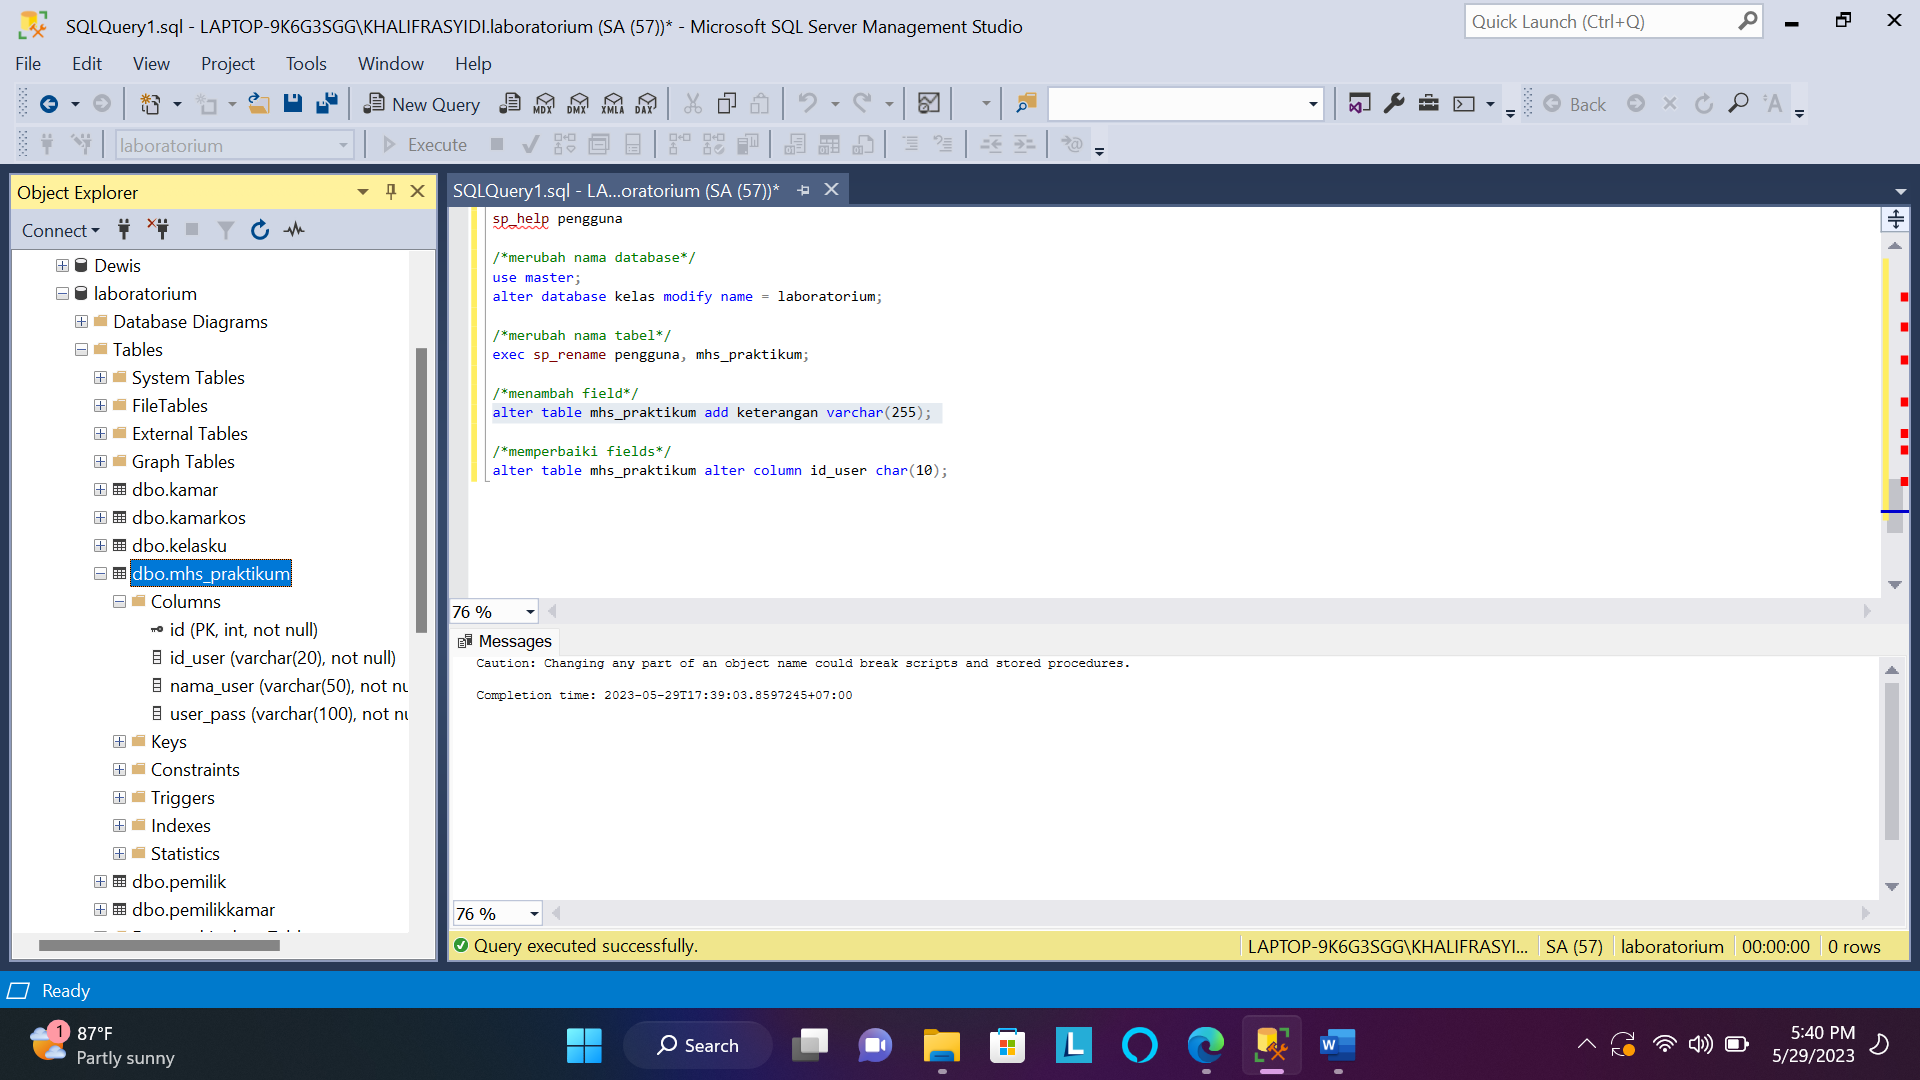 SQLQuery1.sql - LAPTOP-9K6G3SGG\KHALIFRASYIDI.laboratorium (SA (57))* - Microsoft SQL Server Management Studio
Quick Launch (Ctrl+Q)
File Edit View Project Tools Window Help
New Query MDX DMX XMLA DAX Back
laboratorium Execute
Object Explorer
Connect
Dewis
laboratorium
Database Diagrams
Tables
System Tables
FileTables
External Tables
Graph Tables
dbo.kamar
dbo.kamarkos
dbo.kelasku
dbo.mhs_praktikum
Columns
id (PK, int, not null)
id_user (varchar(20), not null)
nama_user (varchar(50), not nu
user_pass (varchar(100), not nu
Keys
Constraints
Triggers
Indexes
Statistics
dbo.pemilik
dbo.pemilikkamar
SQLQuery1.sql - LA...oratorium (SA (57))*
sp_help pengguna
/*merubah nama database*/
use master;
alter database kelas modify name = laboratorium;
/*merubah nama tabel*/
exec sp_rename pengguna, mhs_praktikum;
/*menambah field*/
alter table mhs_praktikum add keterangan varchar(255);
/*memperbaiki fields*/
alter table mhs_praktikum alter column id_user char(10);
76 %
Messages
Caution: Changing any part of an object name could break scripts and stored procedures.
Completion time: 2023-05-29T17:39:03.8597245+07:00
76 %
Query executed successfully. LAPTOP-9K6G3SGG\KHALIFRASYI... SA (57) laboratorium 00:00:00 0 rows
Ready
1 87°F
Partly sunny
Search
L
W
5:40 PM
5/29/2023